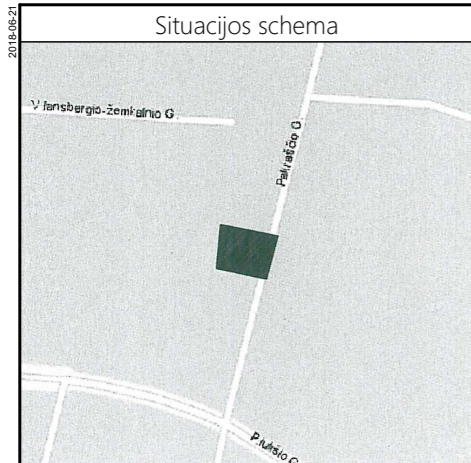 2018-06-21
Situacijos schema
V.lansbergio-žemkalnio G.
Pakraščio G.